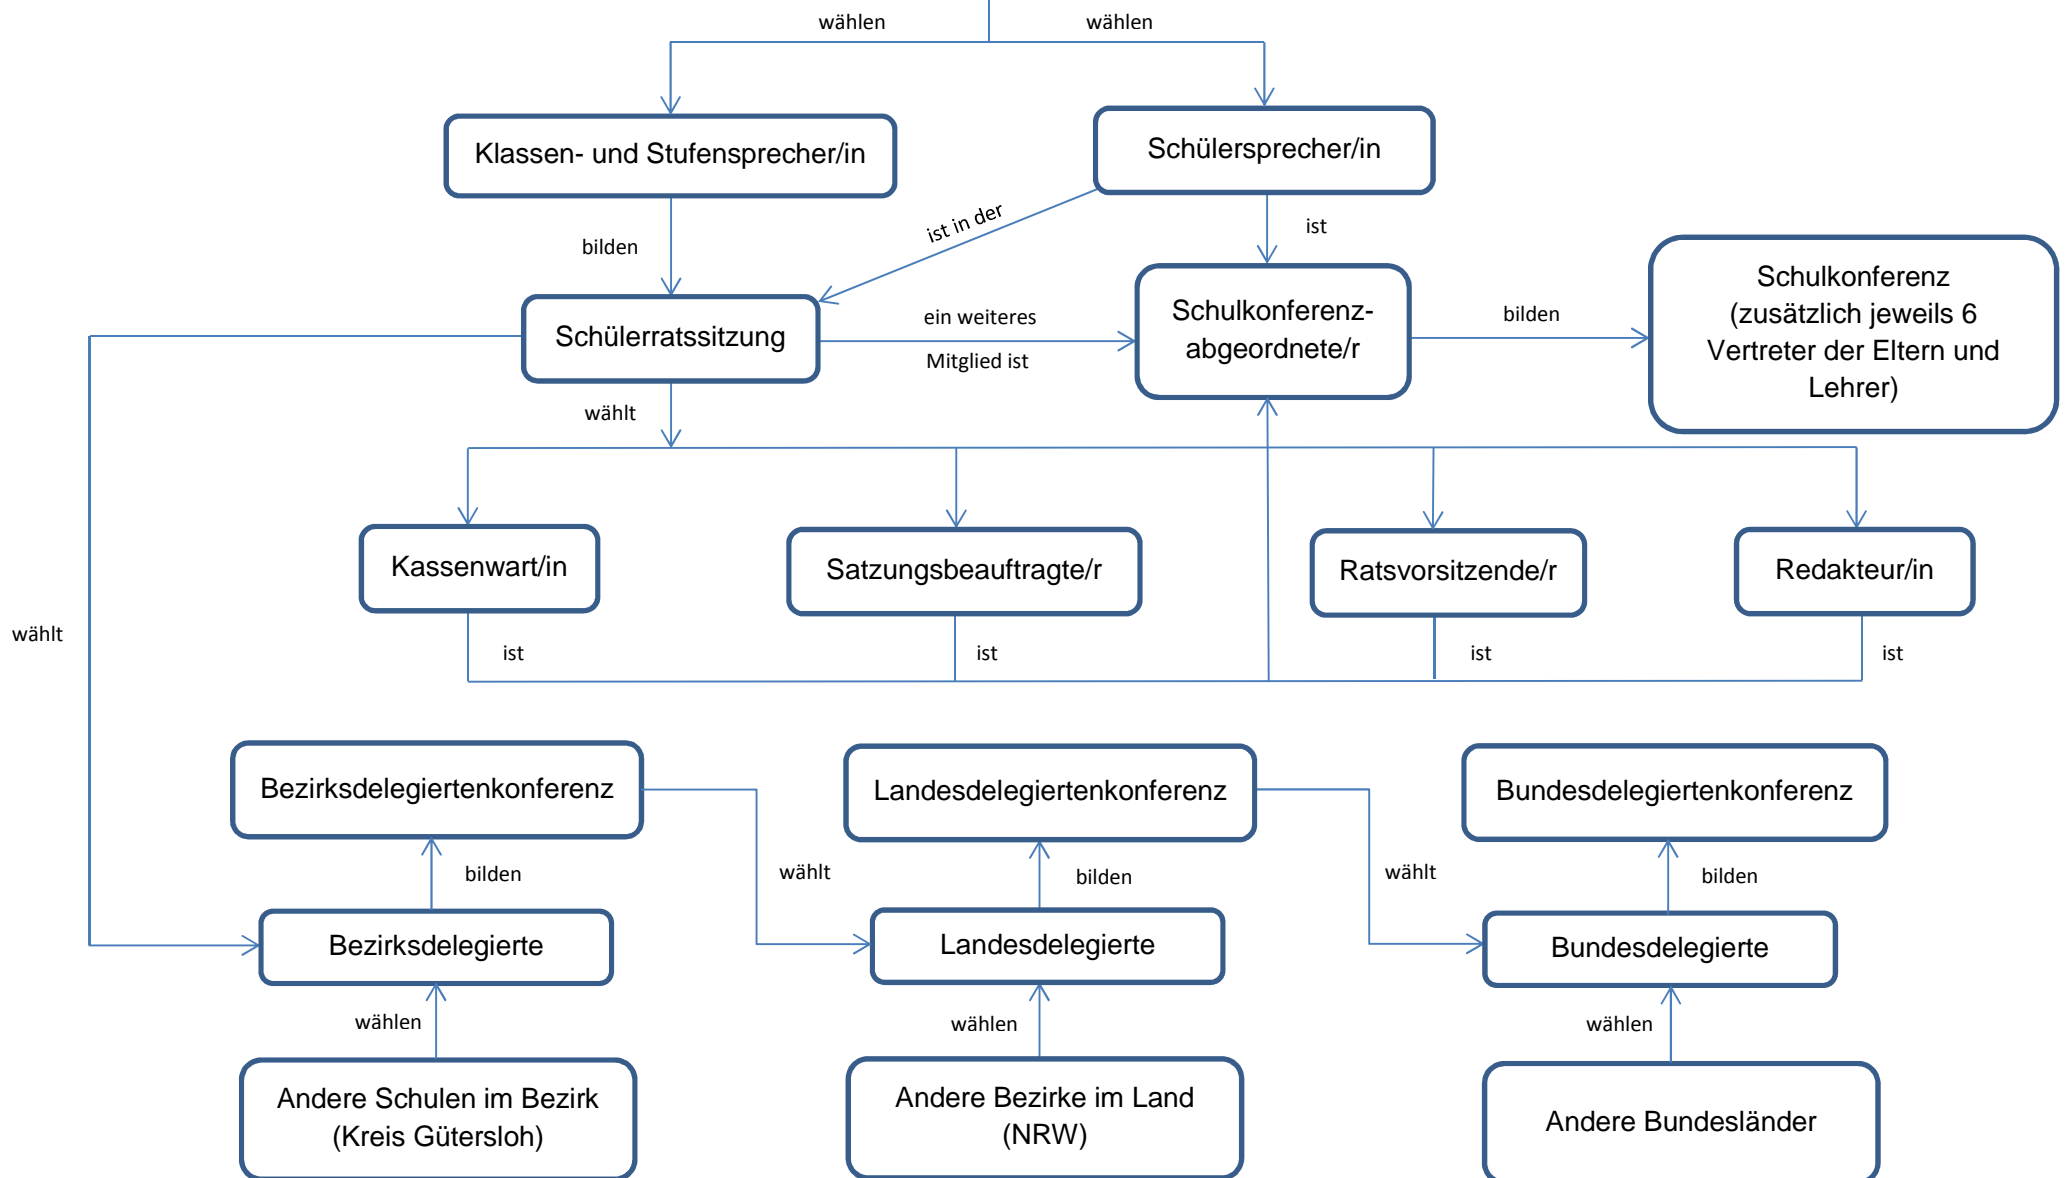 wählen
wählen
Klassen- und Stufensprecher/in
Schülersprecher/in
bilden
ist in der
ist
Schülerratssitzung
ein weiteres
Mitglied ist
Schulkonferenz-
abgeordnete/r
bilden
Schulkonferenz
(zusätzlich jeweils 6
Vertreter der Eltern und
Lehrer)
wählt
Kassenwart/in
Satzungsbeauftragte/r
Ratsvorsitzende/r
Redakteur/in
wählt
ist
ist
ist
ist
Bezirksdelegiertenkonferenz
Landesdelegiertenkonferenz
Bundesdelegiertenkonferenz
bilden
wählt
bilden
wählt
bilden
Bezirksdelegierte
Landesdelegierte
Bundesdelegierte
wählen
wählen
wählen
Andere Schulen im Bezirk
(Kreis Gütersloh)
Andere Bezirke im Land
(NRW)
Andere Bundesländer